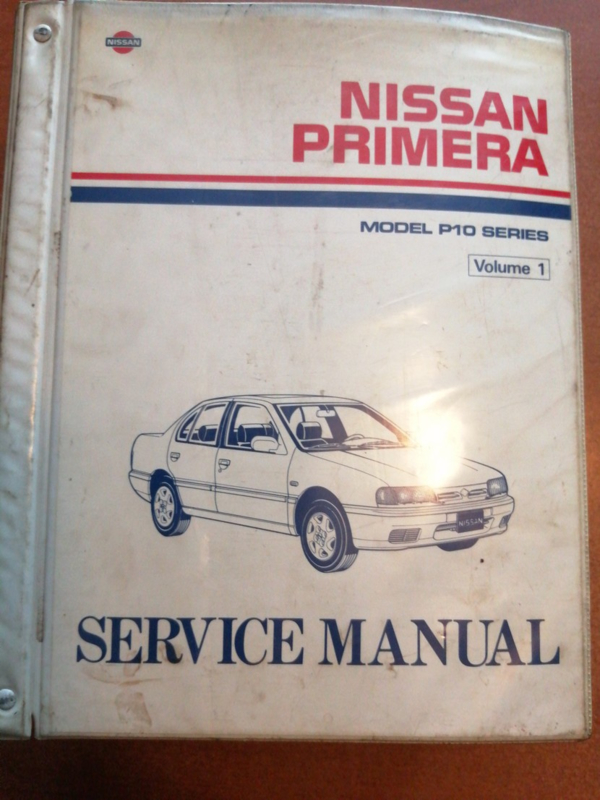 NISSAN
NISSAN
PRIMERA
MODEL P10 SERIES
Volume 1
NISSAN
SERVICE MANUAL